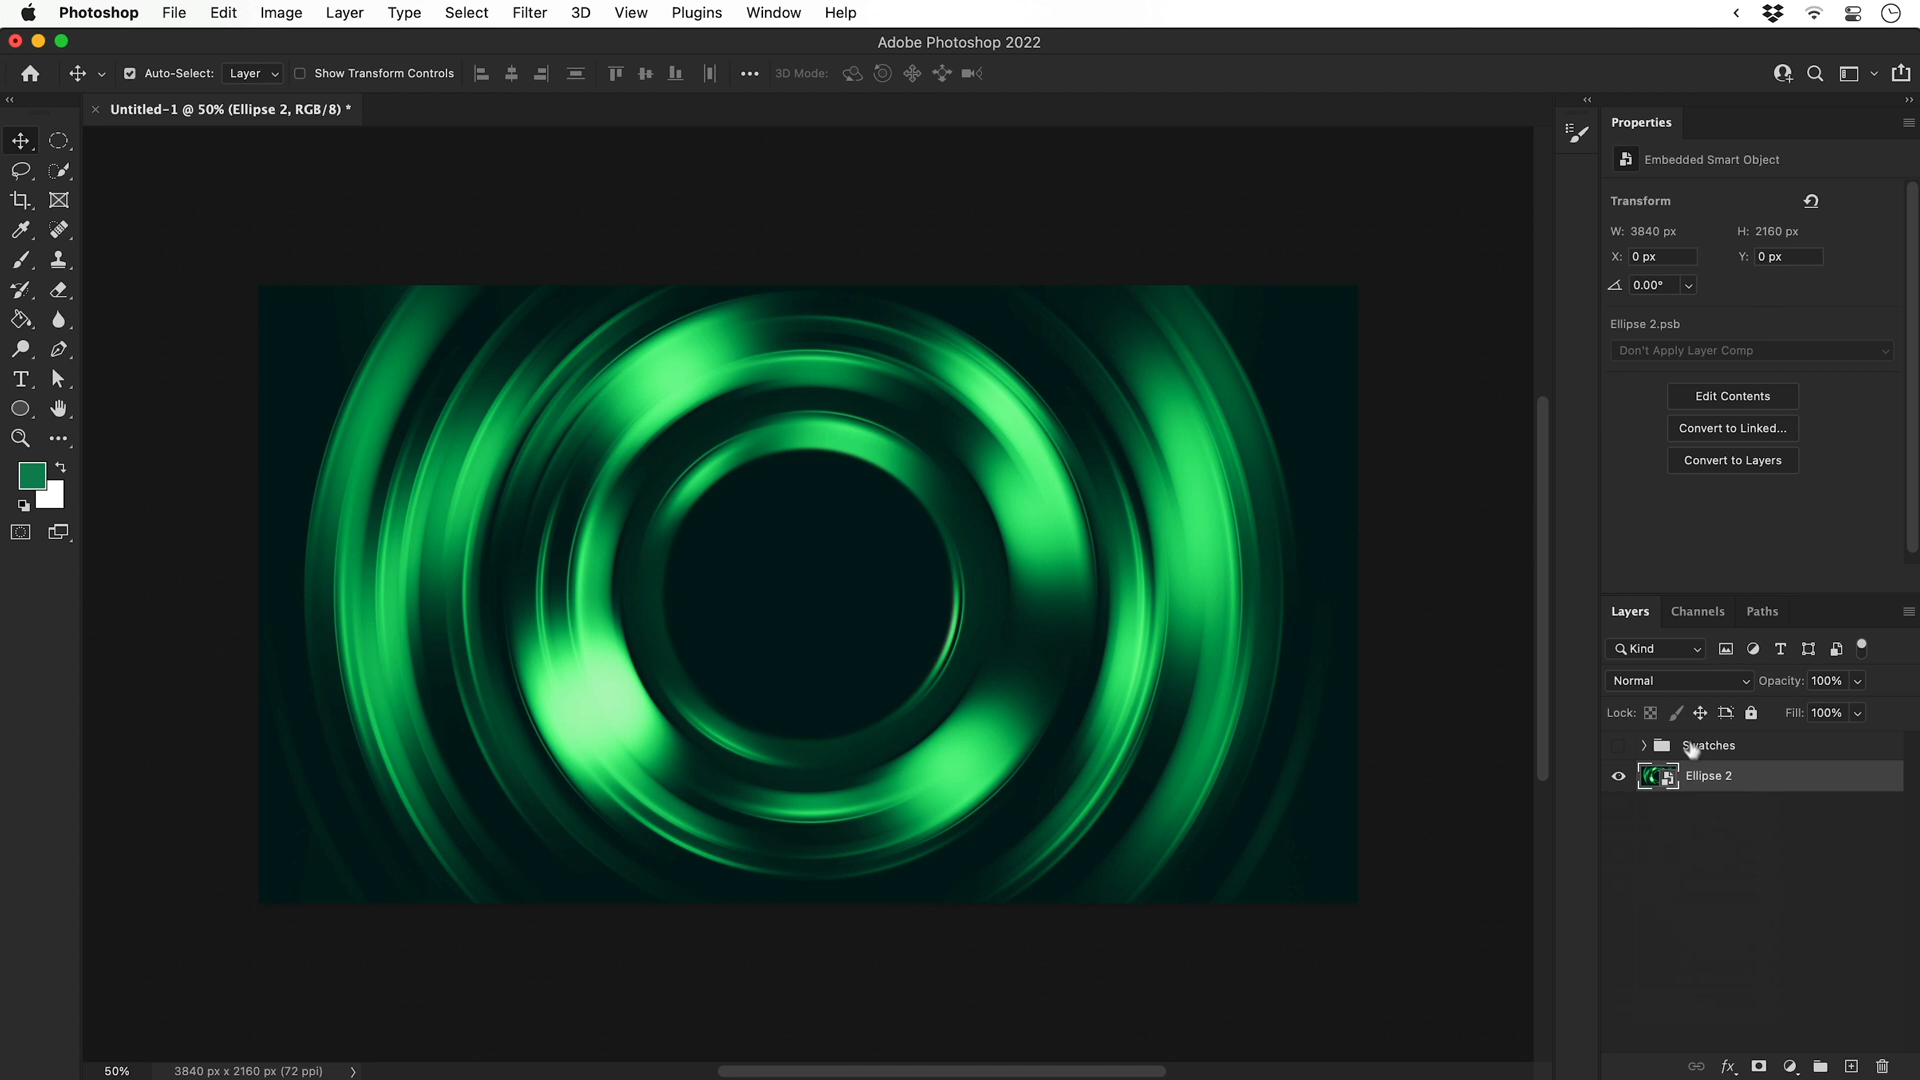 Photoshop File Edit Image Layer Type Select Filter 3D View Plugins Window Help
Adobe Photoshop 2022
Auto-Select: Layer Show Transform Controls 3D Mode:
Untitled-1 @ 50% (Ellipse 2, RGB/8) *
Properties
Embedded Smart Object
Transform
W: 3840 px H: 2160 px
X: 0 px Y: 0 px
0.00°
Ellipse 2.psb
Don't Apply Layer Comp
Edit Contents
Convert to Linked...
Convert to Layers
Layers Channels Paths
Kind
Normal Opacity: 100%
Lock: Fill: 100%
Swatches
Ellipse 2
50% 3840 px x 2160 px (72 ppi)
fx